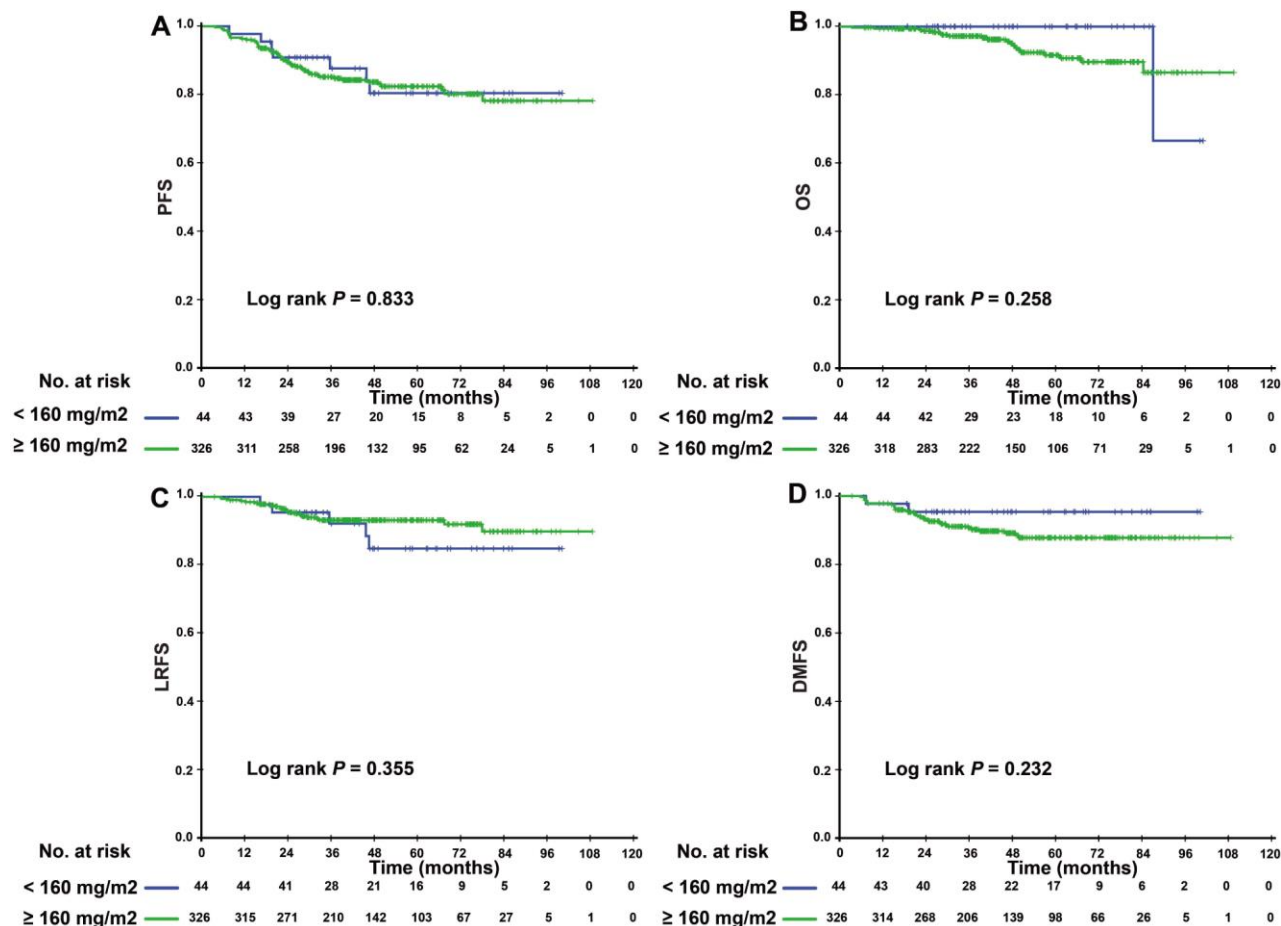 A
1.0
0.8
0.6
0.4
0.2
0.0
PFS
Log rank P = 0.833
0 12 24 36 48 60 72 84 96 108 120
Time (months)
No. at risk
< 160 mg/m2 44 43 39 27 20 15 8 5 2 0 0
≥ 160 mg/m2 326 311 258 196 132 95 62 24 5 1 0
B
1.0
0.8
0.6
0.4
0.2
0.0
OS
Log rank P = 0.258
0 12 24 36 48 60 72 84 96 108 120
Time (months)
No. at risk
< 160 mg/m2 44 44 42 29 23 18 10 6 2 0 0
≥ 160 mg/m2 326 318 283 222 150 106 71 29 5 1 0
C
1.0
0.8
0.6
0.4
0.2
0.0
LRFS
Log rank P = 0.355
0 12 24 36 48 60 72 84 96 108 120
Time (months)
No. at risk
< 160 mg/m2 44 44 41 28 21 16 9 5 2 0 0
≥ 160 mg/m2 326 315 271 210 142 103 67 27 5 1 0
D
1.0
0.8
0.6
0.4
0.2
0.0
DMFS
Log rank P = 0.232
0 12 24 36 48 60 72 84 96 108 120
Time (months)
No. at risk
< 160 mg/m2 44 43 40 28 22 17 9 6 2 0 0
≥ 160 mg/m2 326 314 268 206 139 98 66 26 5 1 0